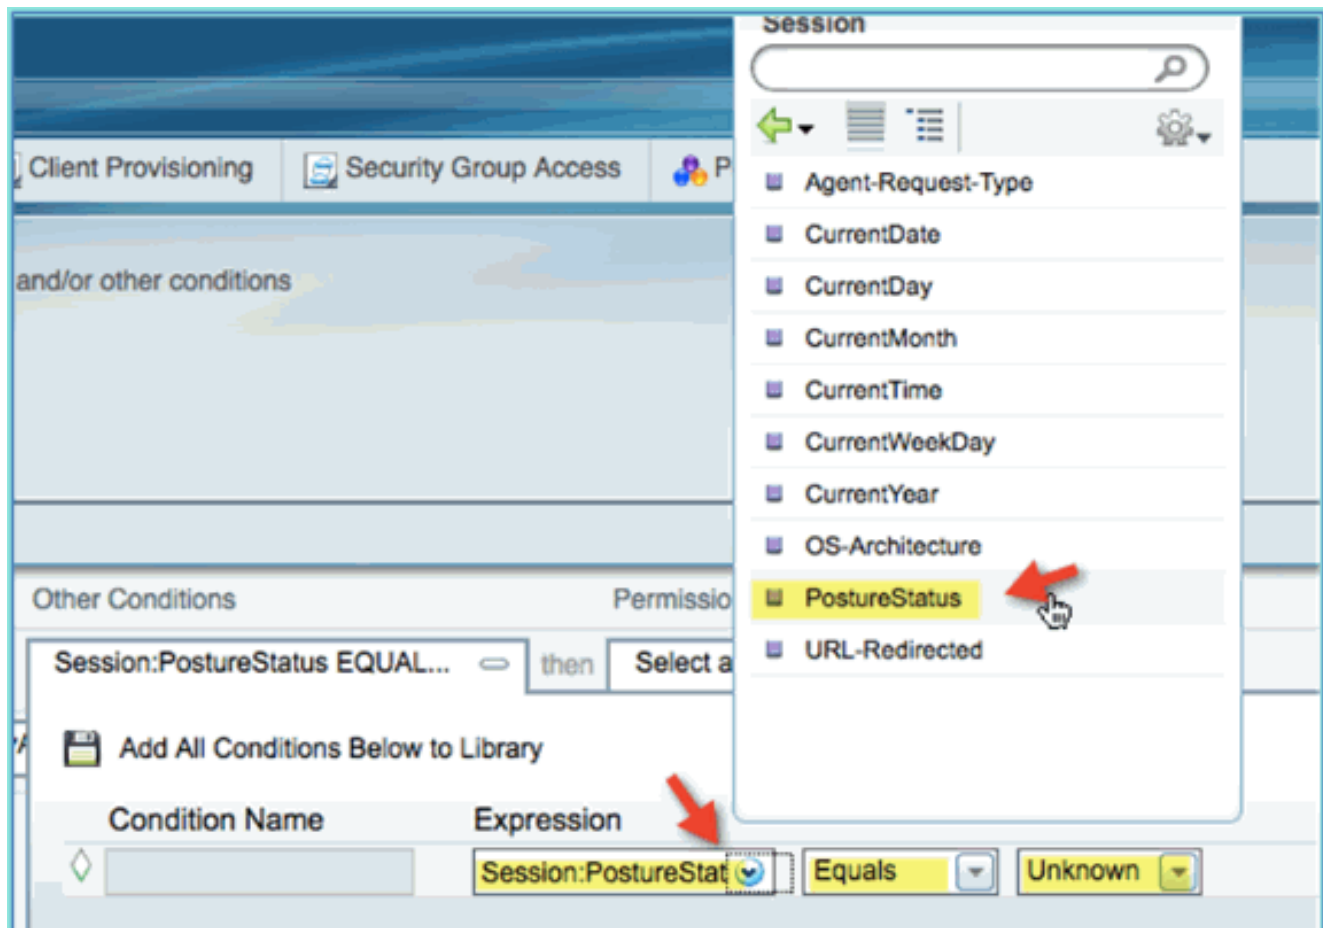 Session
Client Provisioning
Security Group Access
P
Agent-Request-Type
CurrentDate
and/or other conditions
CurrentDay
CurrentMonth
CurrentTime
CurrentWeekDay
CurrentYear
OS-Architecture
Other Conditions
Permissio
PostureStatus
Session:PostureStatus EQUAL...
then
Select a
URL-Redirected
Add All Conditions Below to Library
Condition Name
Expression
Session:PostureStat
Equals
Unknown